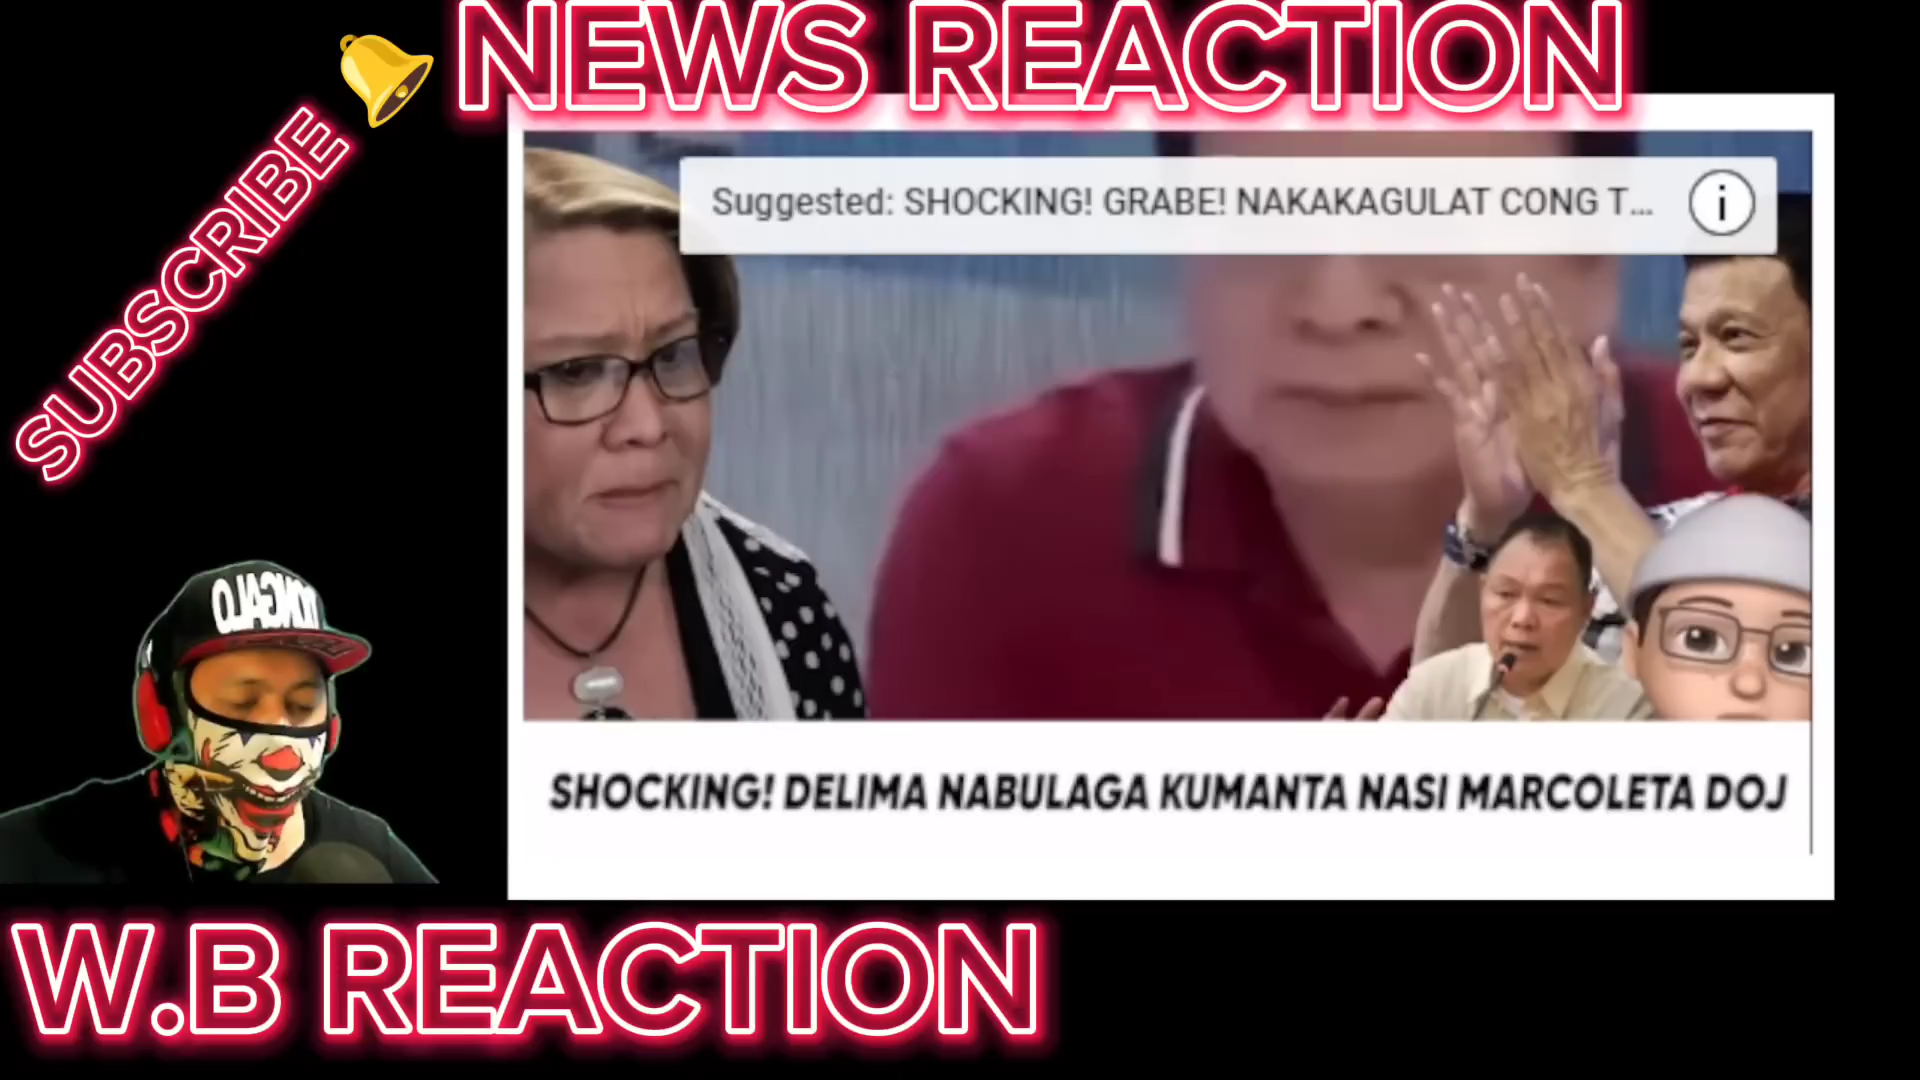 NEWS REACTION
SUBSCRIBE
Suggested: SHOCKING! GRABE! NAKAKAGULAT CONG T...
SHOCKING! DELIMA NABULAGA KUMANTA NASI MARCOLETA DOJ
W.B REACTION